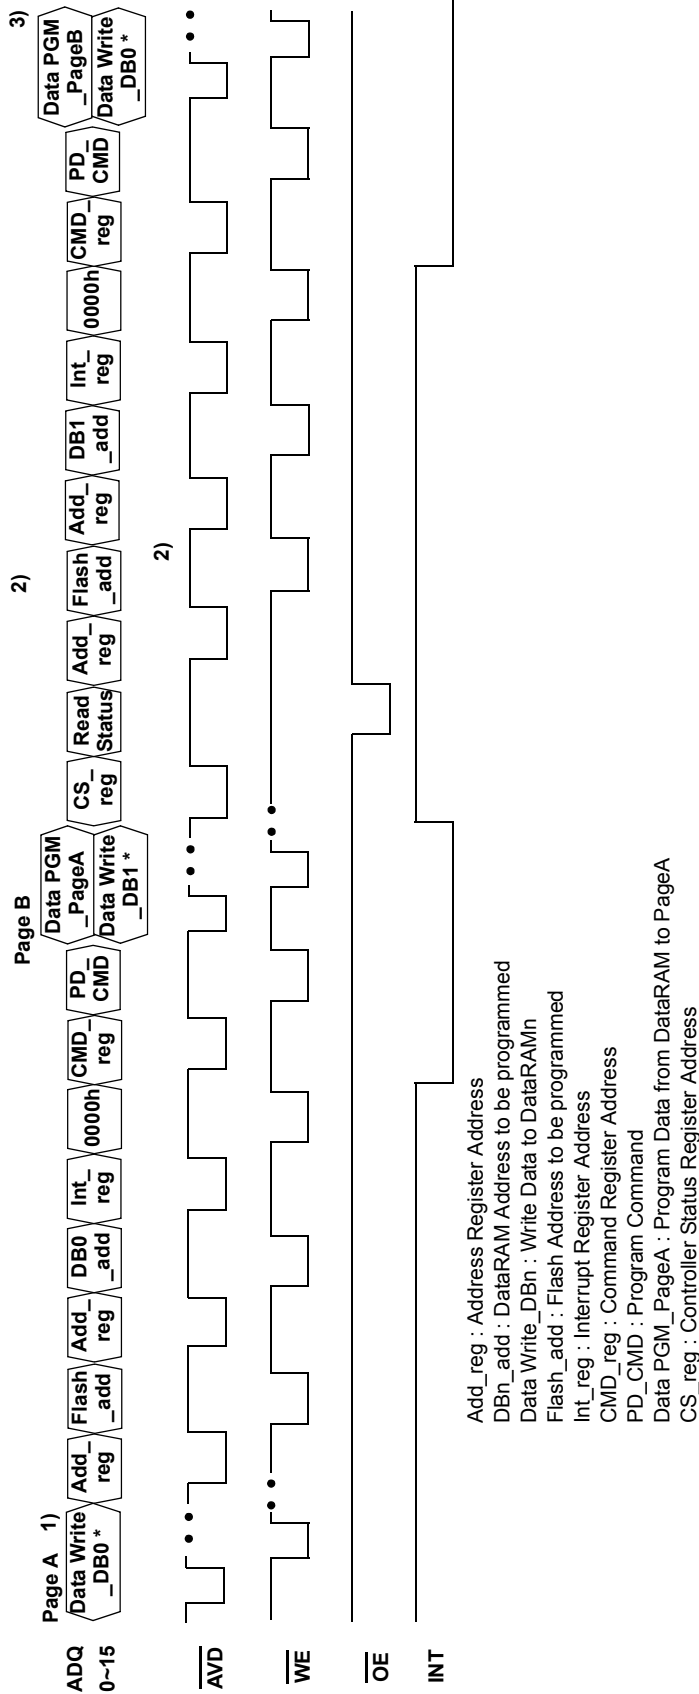 Page A 1)
Page B
2)
3)
ADQ
0~15
Data Write
_DB0 *
Add_
reg
Flash
_add
Add_
reg
DB0
_add
Int_
reg
0000h
CMD_
reg
PD_
CMD
Data PGM
_PageA
Data Write
_DB1 *
CS_
reg
Read
Status
Add_
reg
Flash
_add
Add_
reg
DB1
_add
Int_
reg
0000h
CMD_
reg
PD_
CMD
Data PGM
_PageB
Data Write
_DB0 *
2)
AVD
WE
OE
INT
Add_reg : Address Register Address
DBn_add : DataRAM Address to be programmed
Data Write_DBn : Write Data to DataRAMn
Flash_add : Flash Address to be programmed
Int_reg : Interrupt Register Address
CMD_reg : Command Register Address
PD_CMD : Program Command
Data PGM_PageA : Program Data from DataRAM to PageA
CS_reg : Controller Status Register Address